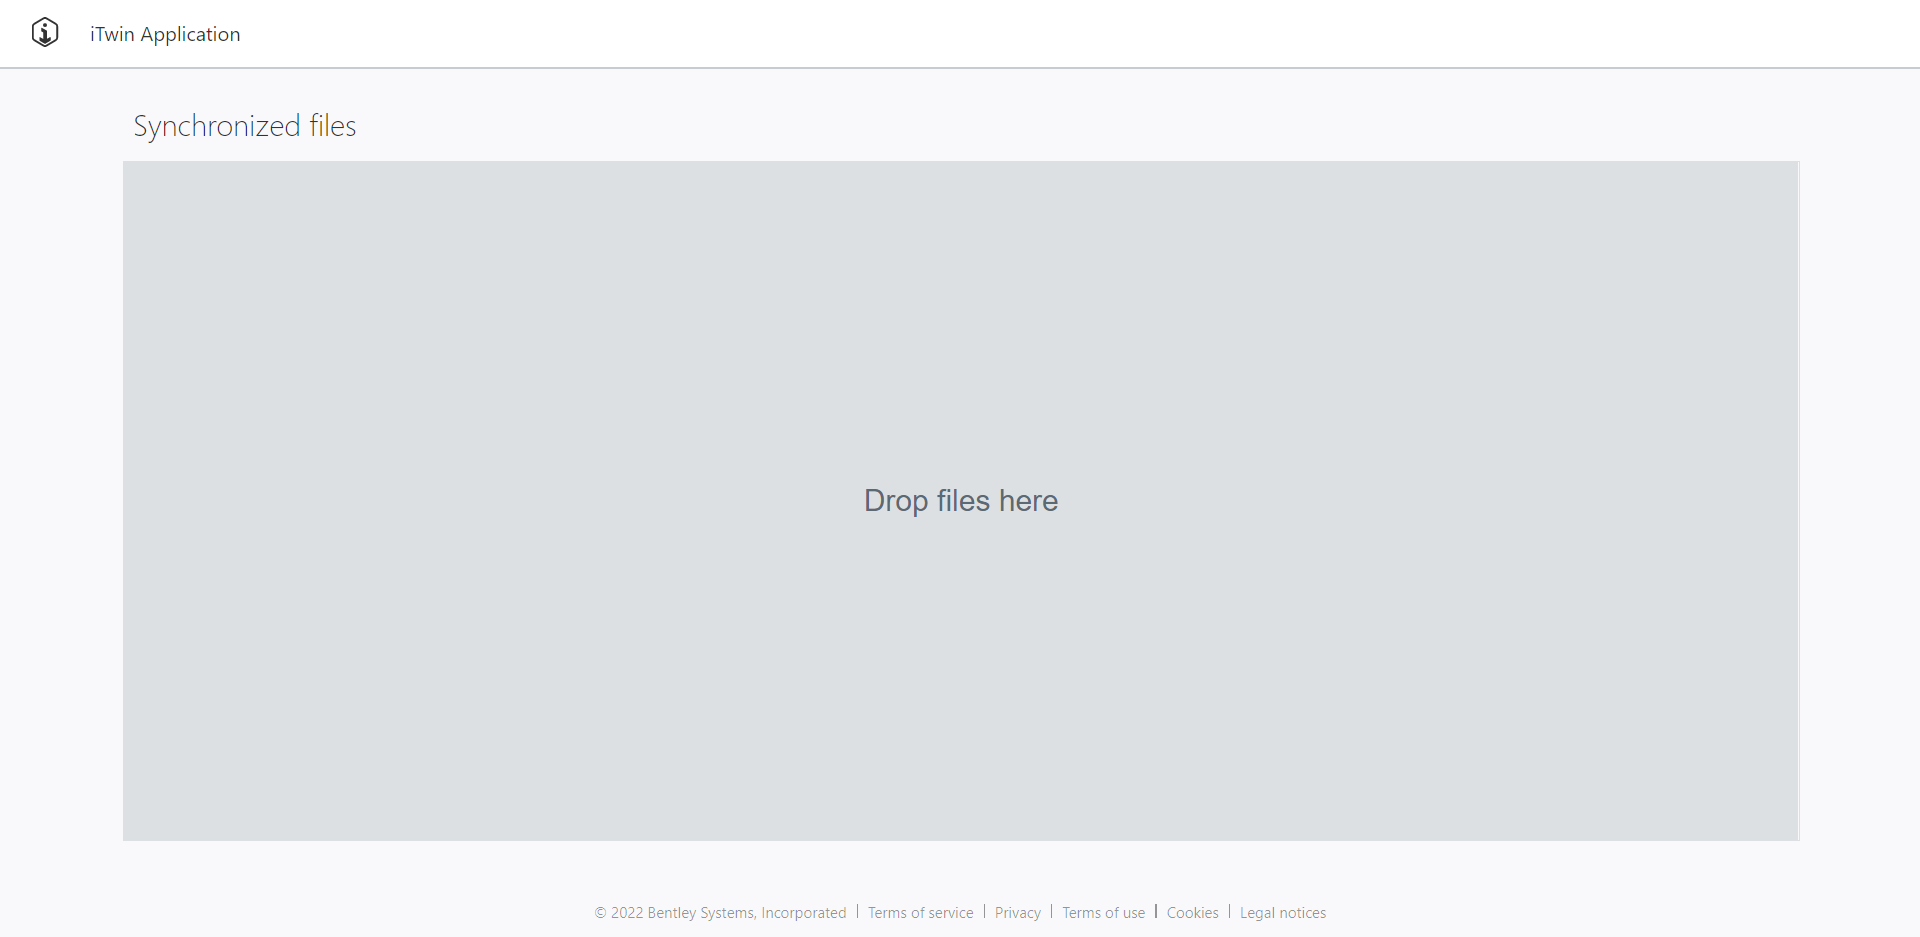 iTwin Application
Synchronized files
Drop files here
© 2022 Bentley Systems, Incorporated | Terms of service | Privacy | Terms of use | Cookies | Legal notices